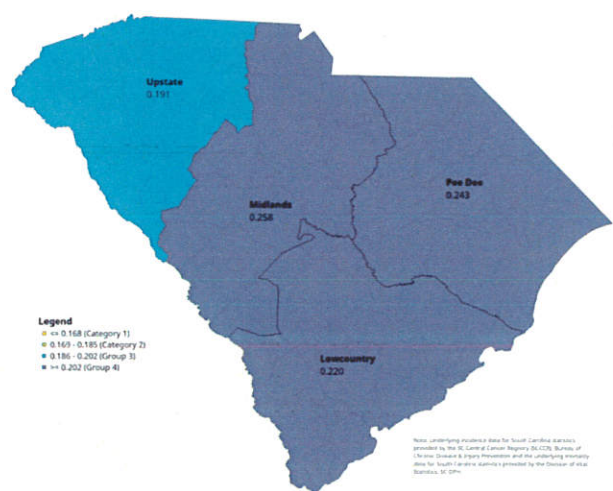 Upstate
0.191
Midlands
0.258
Pee Dee
0.243
Lowcountry
0.220
Legend
<= 0.168 (Category 1)
0.169 - 0.185 (Category 2)
0.186 - 0.202 (Group 3)
>= 0.202 (Group 4)
Note: underlying incidence data for South Carolina statistics
provided by the SC Central Cancer Registry (SCCCR), Bureau of
Chronic Disease & Injury Prevention and the underlying mortality
data for South Carolina statistics provided by the Division of Vital
Statistics, SC DPH